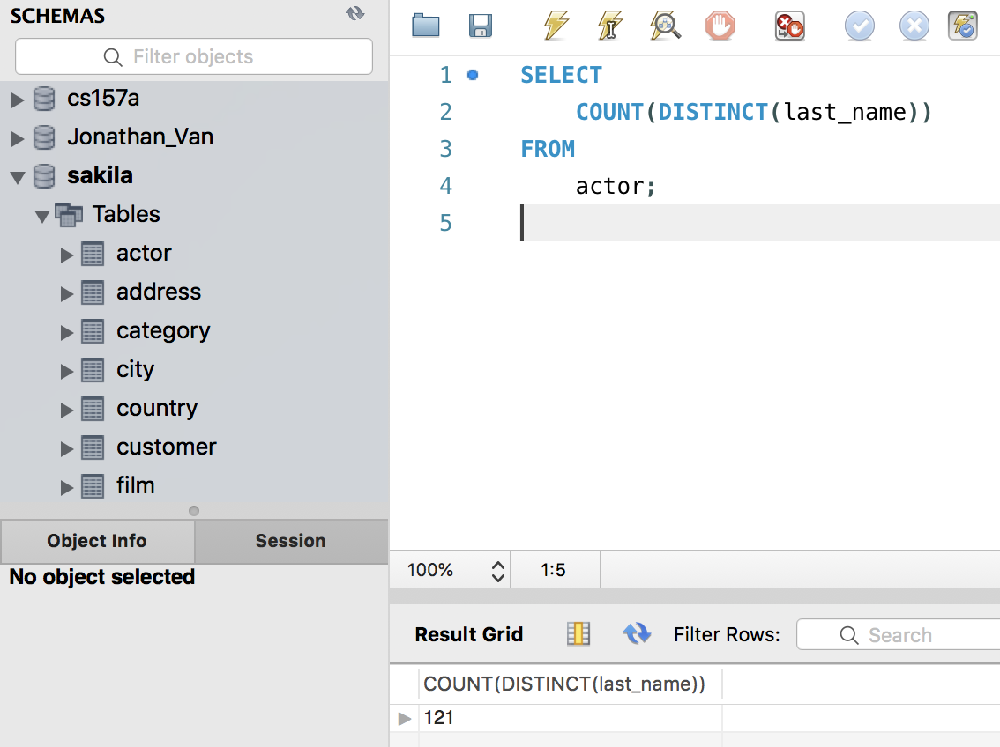 SCHEMAS
Filter objects
cs157a
Jonathan_Van
sakila
Tables
actor
address
category
city
country
customer
film
Object Info Session
No object selected
1 SELECT
2 COUNT(DISTINCT(last_name))
3 FROM
4 actor;
5
100% 1:5
Result Grid Filter Rows: Search
COUNT(DISTINCT(last_name))
121